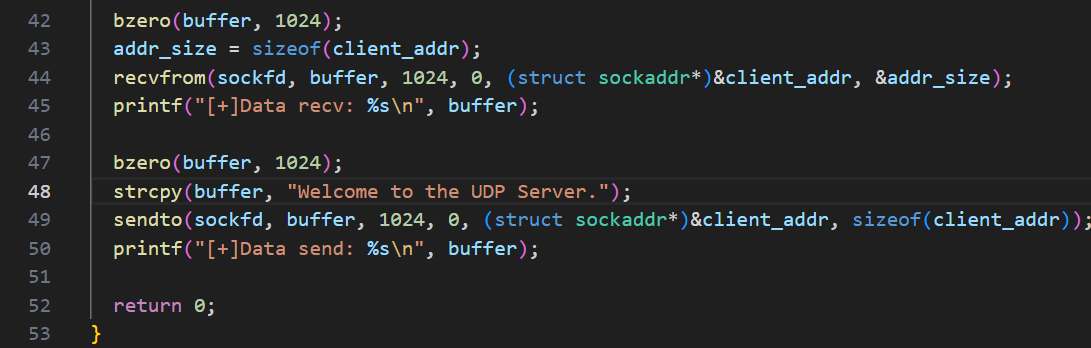 42 bzero(buffer, 1024);
43 addr_size = sizeof(client_addr);
44 recvfrom(sockfd, buffer, 1024, 0, (struct sockaddr*)&client_addr, &addr_size);
45 printf("[+]Data recv: %s\n", buffer);
46
47 bzero(buffer, 1024);
48 strcpy(buffer, "Welcome to the UDP Server.");
49 sendto(sockfd, buffer, 1024, 0, (struct sockaddr*)&client_addr, sizeof(client_addr));
50 printf("[+]Data send: %s\n", buffer);
51
52 return 0;
53 }